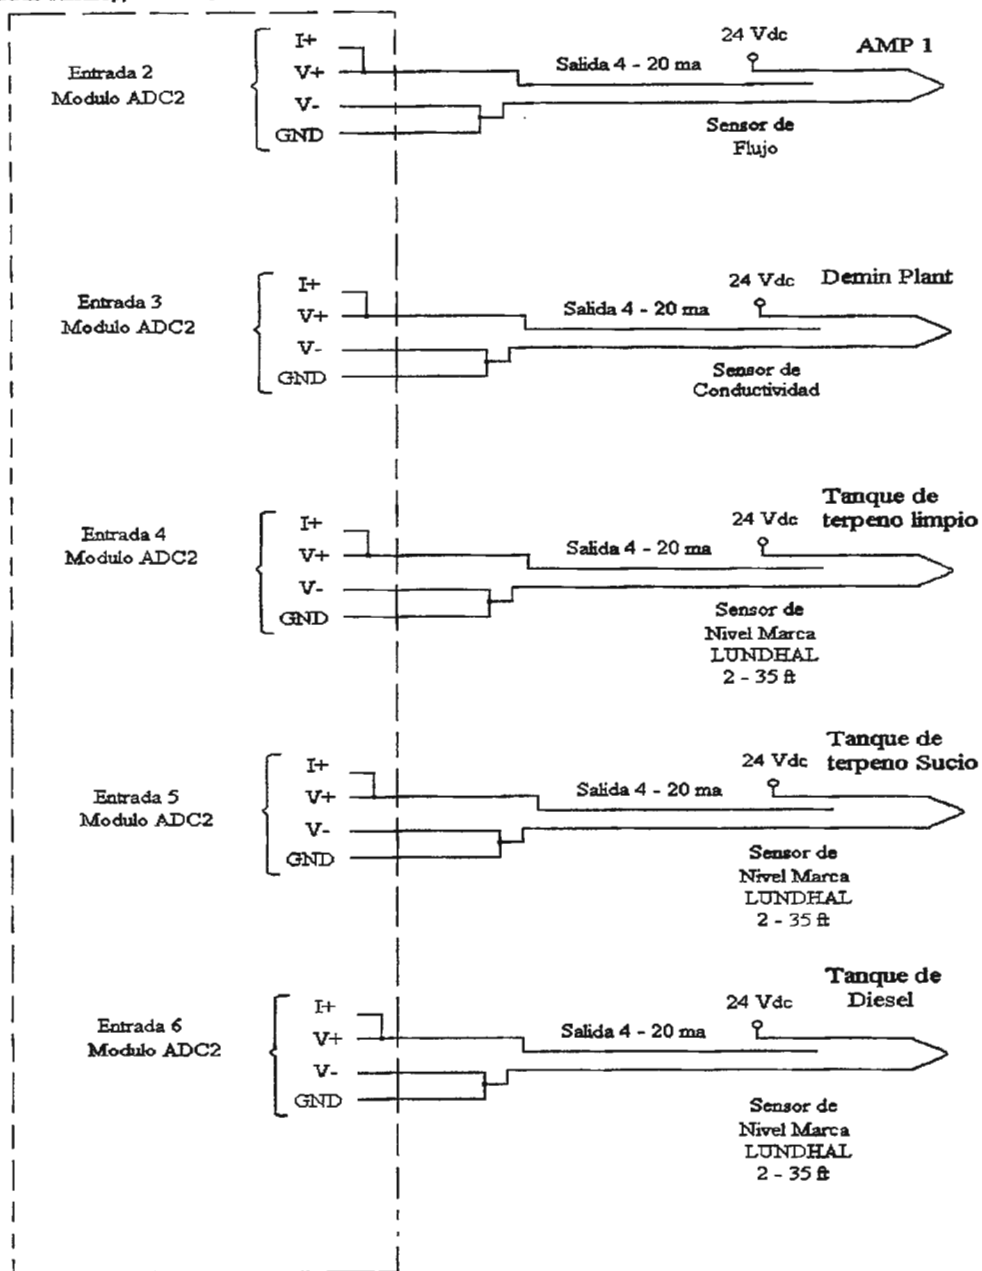 I+
24 Vdc
AMP 1
Entrada 2
Modulo ADC2
V+
Salida 4 - 20 ma
V-
GND
Sensor de
Flujo
I+
24 Vdc
Demin Plant
Entrada 3
Modulo ADC2
V+
Salida 4 - 20 ma
V-
GND
Sensor de
Conductividad
I+
24 Vdc
Tanque de
terpeno limpio
Entrada 4
Modulo ADC2
V+
Salida 4 - 20 ma
V-
GND
Sensor de
Nivel Marca
LUNDHAL
2 - 35 ft
I+
24 Vdc
Tanque de
terpeno Sucio
Entrada 5
Modulo ADC2
V+
Salida 4 - 20 ma
V-
GND
Sensor de
Nivel Marca
LUNDHAL
2 - 35 ft
I+
24 Vdc
Tanque de
Diesel
Entrada 6
Modulo ADC2
V+
Salida 4 - 20 ma
V-
GND
Sensor de
Nivel Marca
LUNDHAL
2 - 35 ft